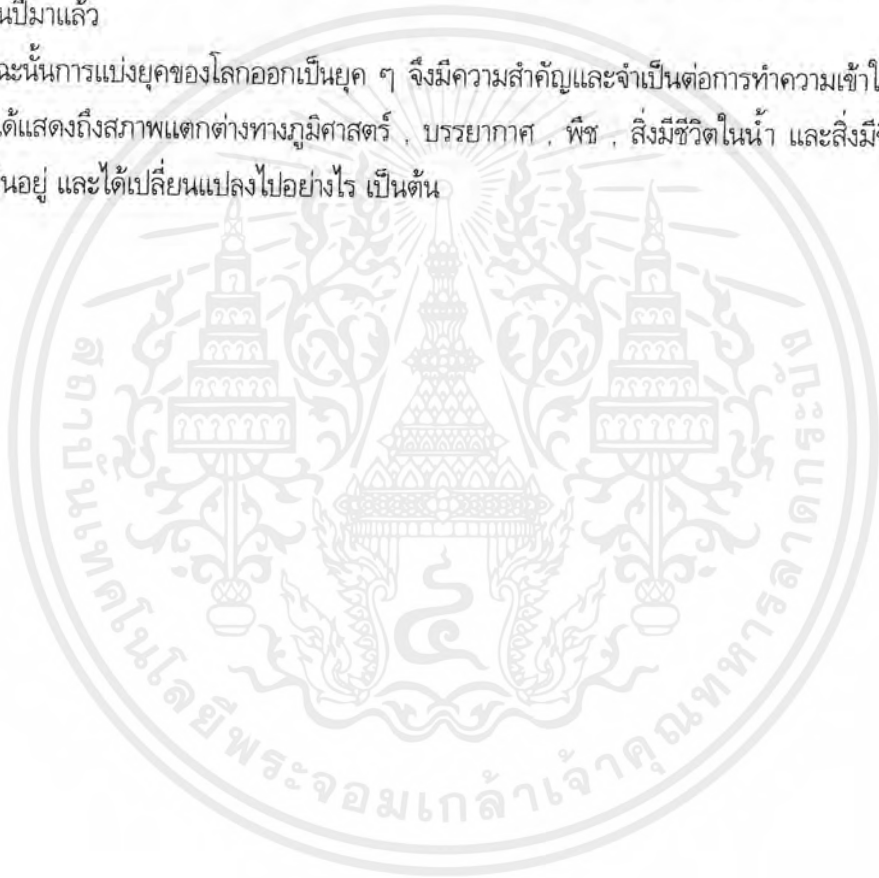 นปีมาแล้ว
ฉะนั้นการแบ่งยุคของโลกออกเป็นยุค ๆ จึงมีความสำคัญและจำเป็นต่อการทำความเข้าใ
ด้แสดงถึงสภาพแตกต่างทางภูมิศาสตร์ , บรรยากาศ , พืช , สิ่งมีชีวิตในน้ำ และสิ่งมี
นอยู่ และได้เปลี่ยนแปลงไปอย่างไร เป็นต้น
สถาบันเทคโนโลยีพระจอมเกล้าเจ้าคุณทหารลาดกระบัง